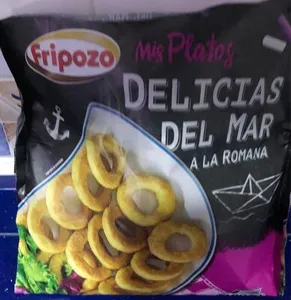 Fripozo
Mis Platos
DELICIAS
DEL MAR
A LA ROMANA